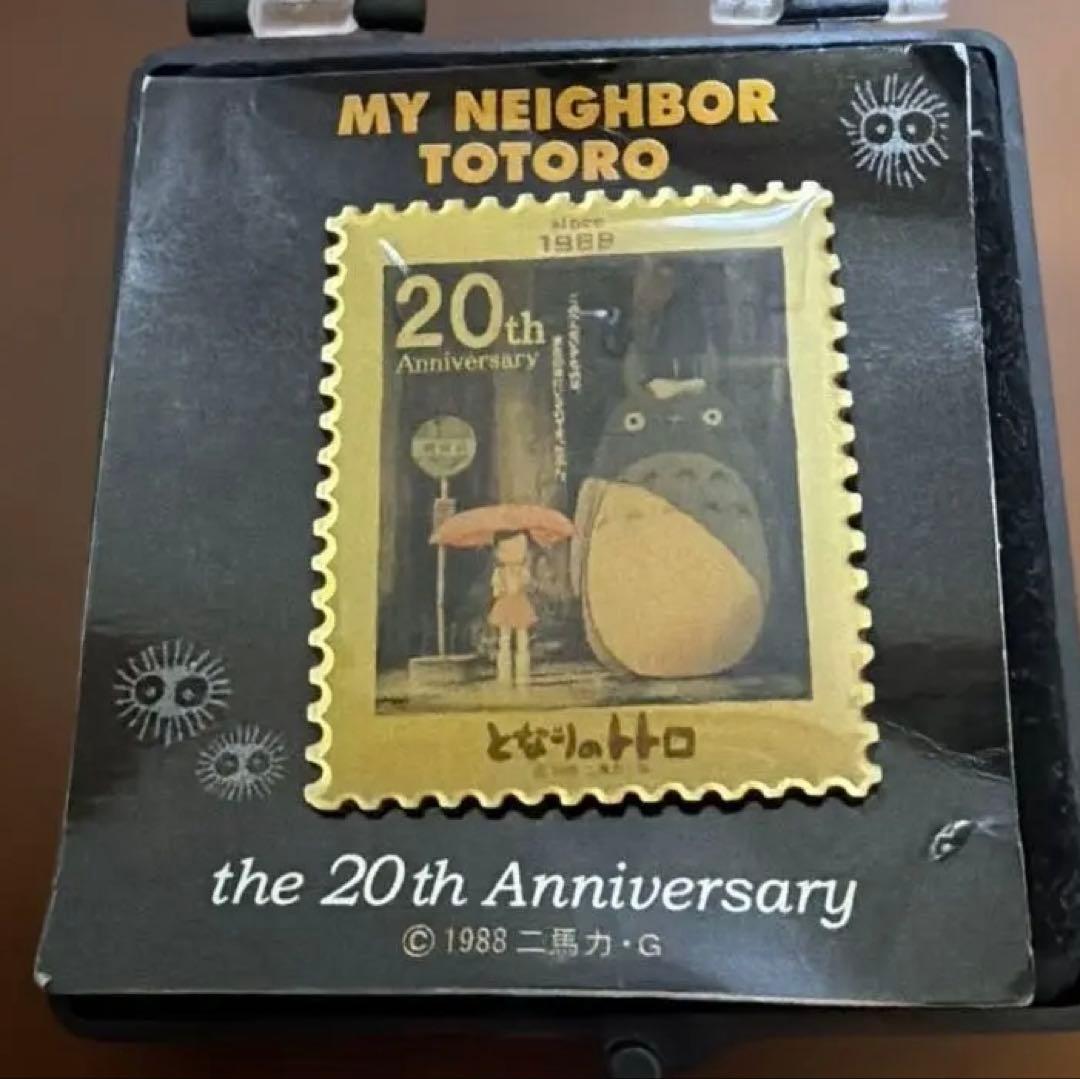 MY NEIGHBOR
TOTORO
since
1988
20th
Anniversary
となりのトトロ
the 20th Anniversary
© 1988 二馬力・G